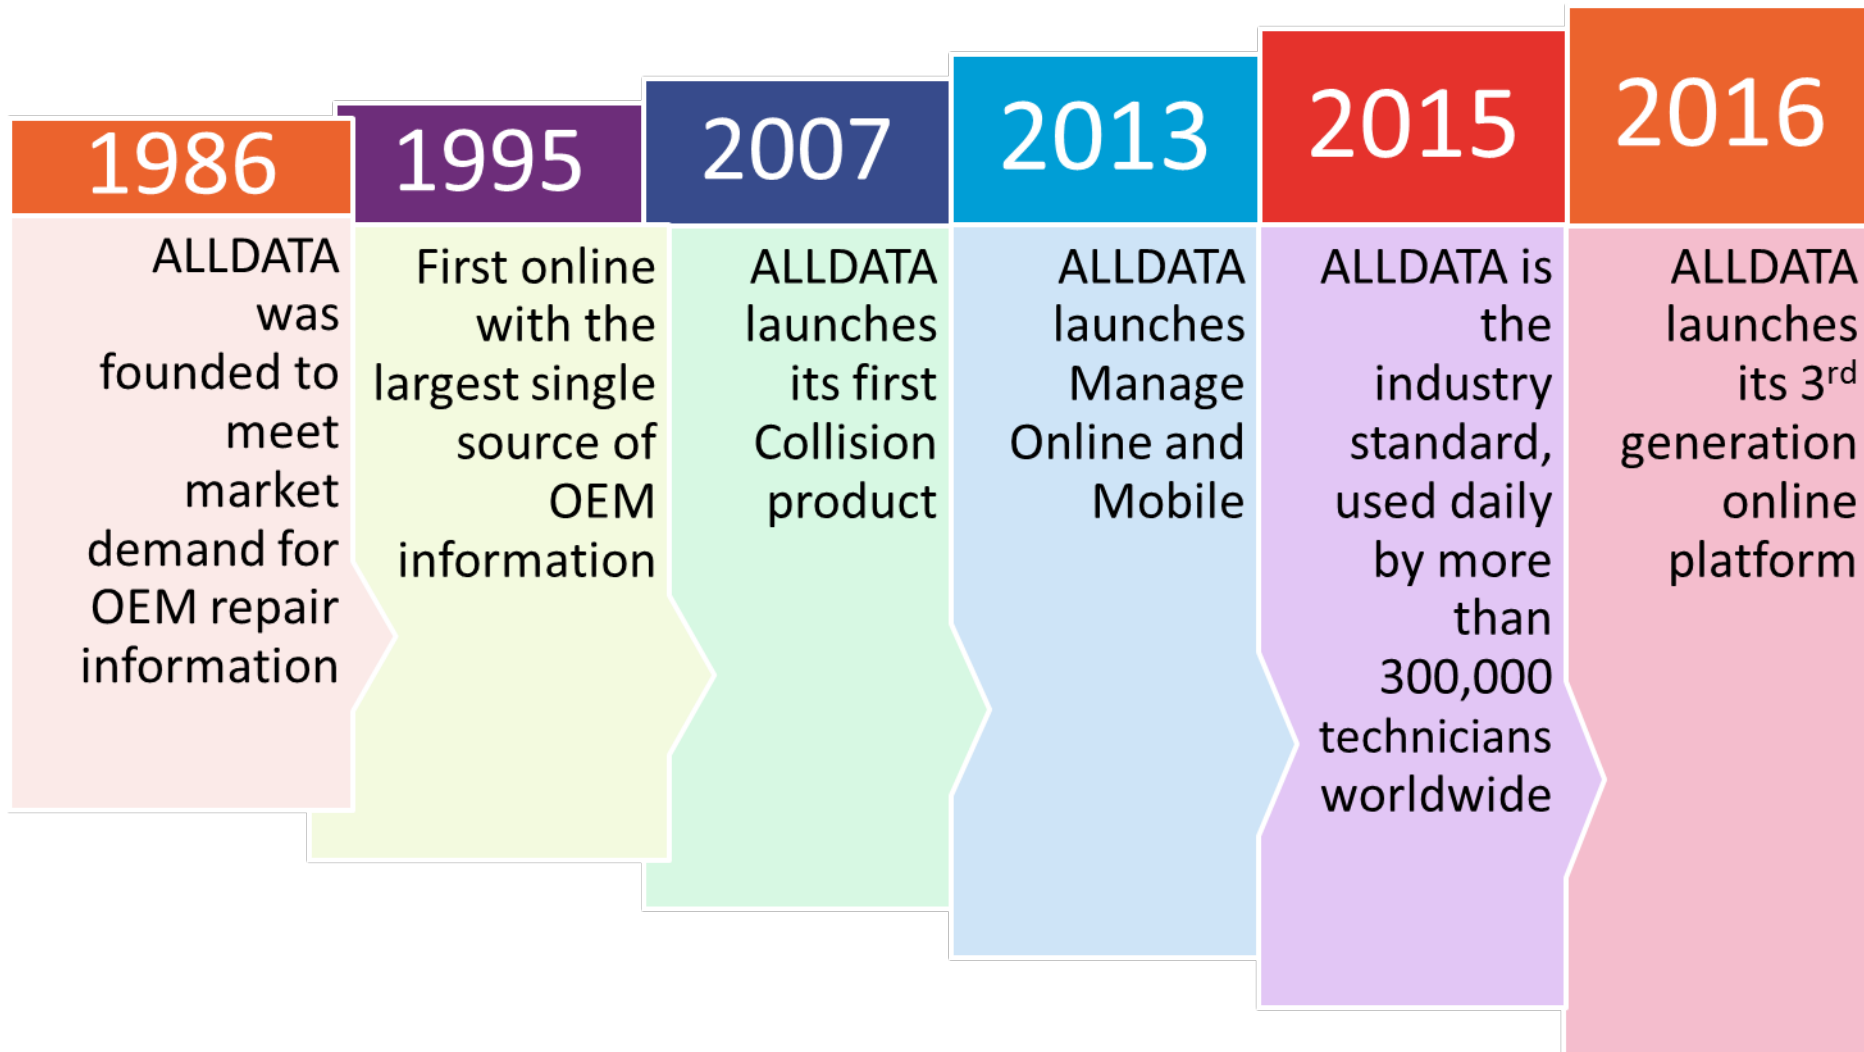 1986
ALLDATA
was
founded to
meet
market
demand for
OEM repair
information
1995
First online
with the
largest single
source of
OEM
information
2007
ALLDATA
launches
its first
Collision
product
2013
ALLDATA
launches
Manage
Online and
Mobile
2015
ALLDATA is
the
industry
standard,
used daily
by more
than
300,000
technicians
worldwide
2016
ALLDATA
launches
its 3rd
generation
online
platform